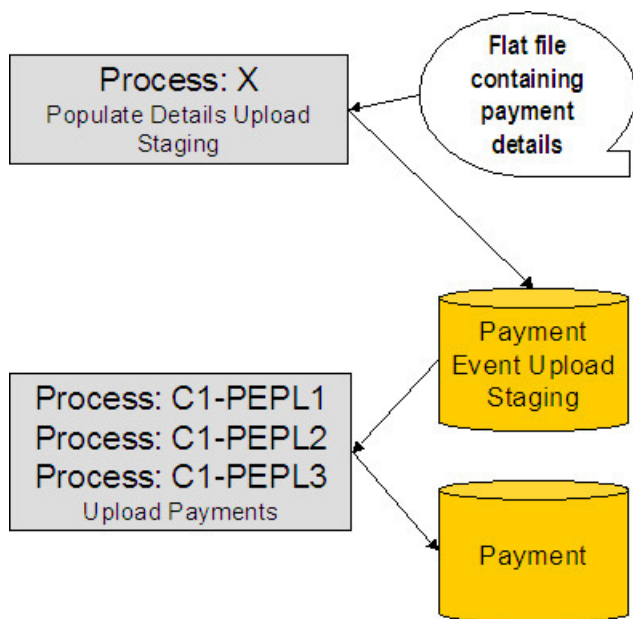 Process: X
Populate Details Upload
Staging
Flat file
containing
payment
details
Payment
Event Upload
Staging
Process: C1-PEPL1
Process: C1-PEPL2
Process: C1-PEPL3
Upload Payments
Payment